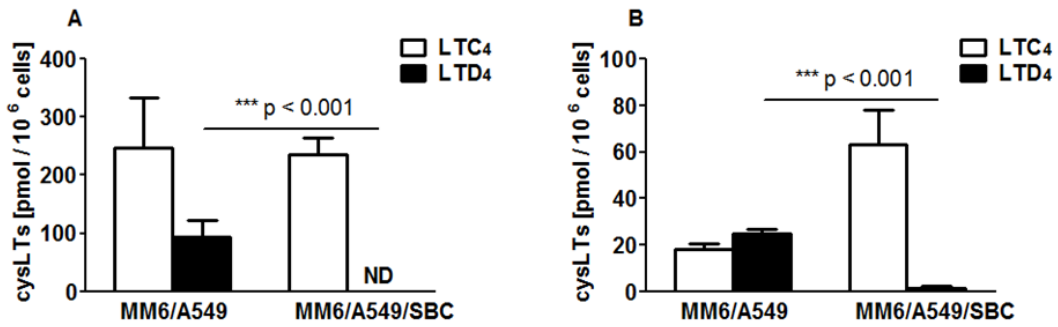 A
cysLTs [pmol / 10 6 cells]
400
300
200
100
0
LTC4
LTD4
*** p < 0.001
ND
MM6/A549
MM6/A549/SBC
B
cysLTs [pmol / 10 6 cells]
100
80
60
40
20
0
LTC4
LTD4
*** p < 0.001
MM6/A549
MM6/A549/SBC